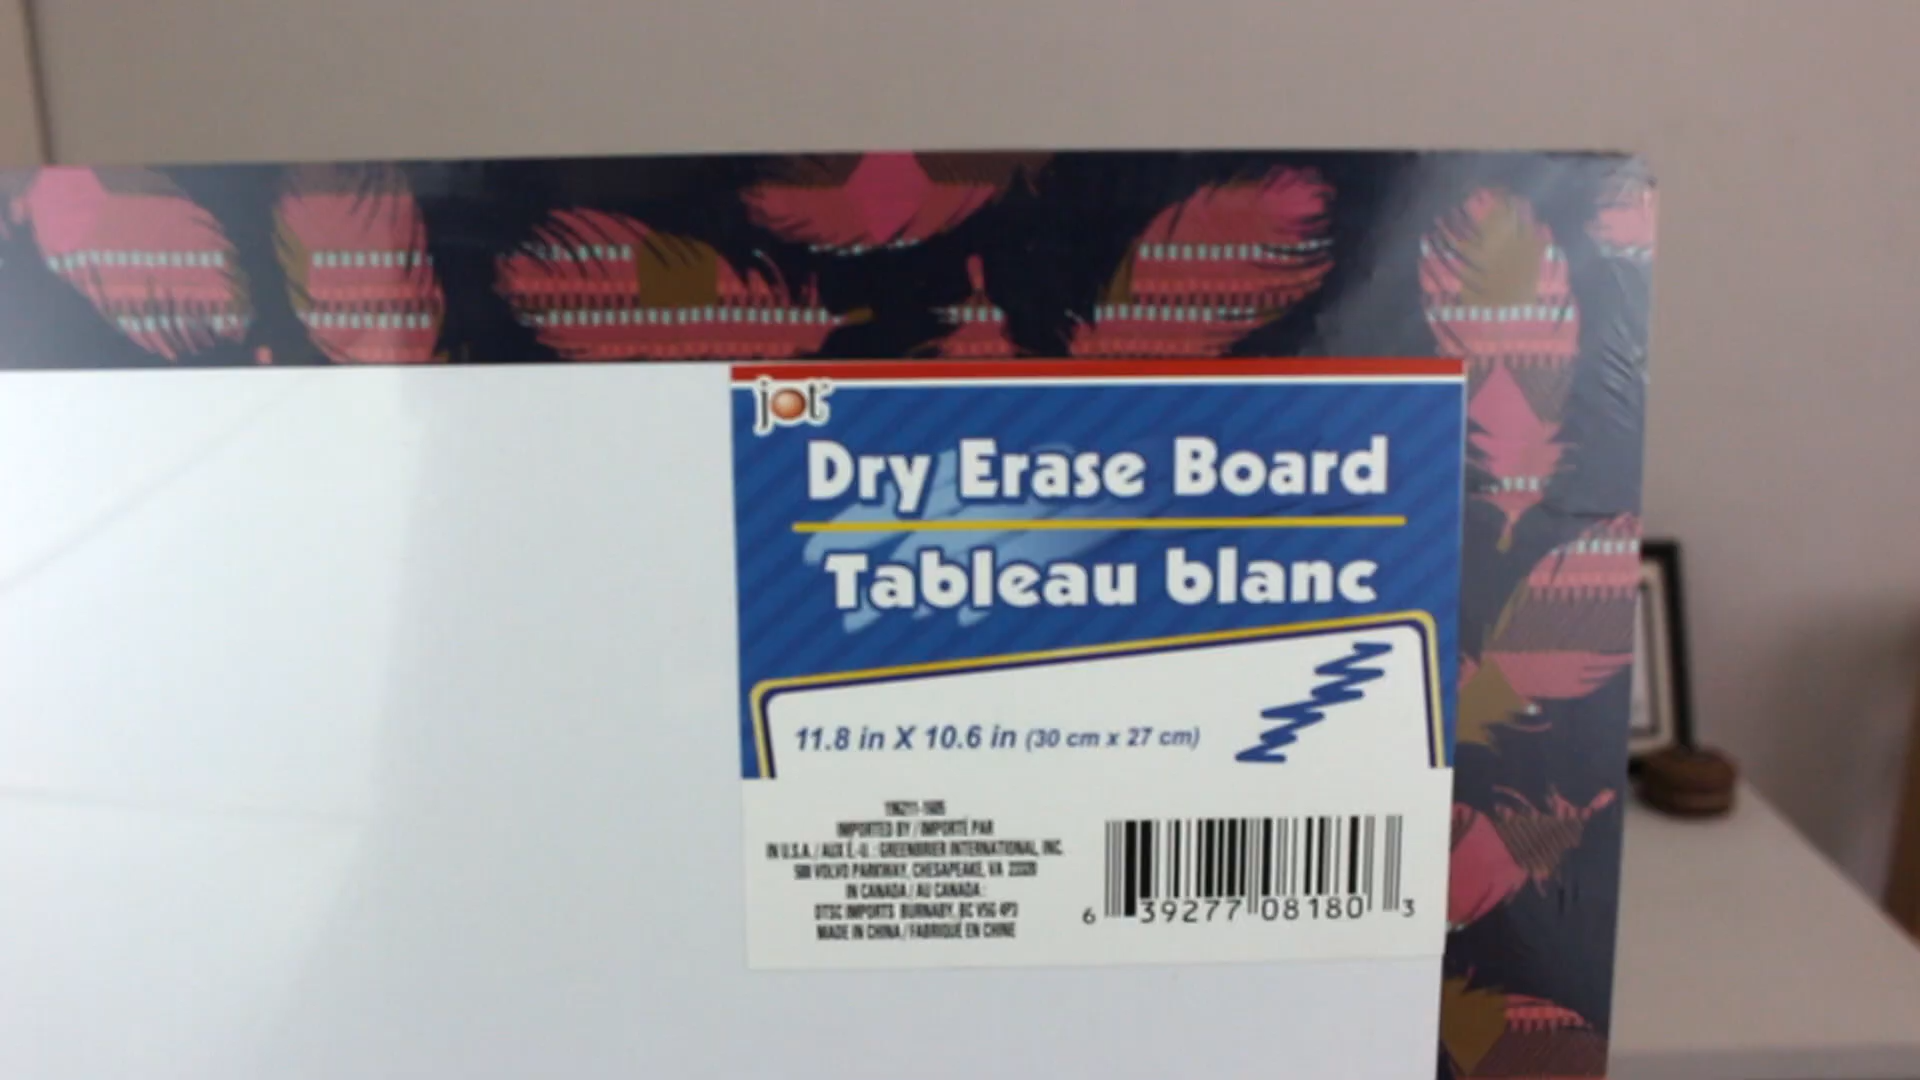 jot
Dry Erase Board
Tableau blanc
11.8 in X 10.6 in (30 cm x 27 cm)
IMPORTED BY / IMPORTÉ PAR
IN U.S.A. / AUX É.-U. : GREENBRIER INTERNATIONAL, INC.
500 VOLVO PARKWAY, CHESAPEAKE, VA 23320
IN CANADA / AU CANADA :
DTSC IMPORTS BURNABY, BC V5G 4P3
MADE IN CHINA / FABRIQUÉ EN CHINE
6 39277 08180 3